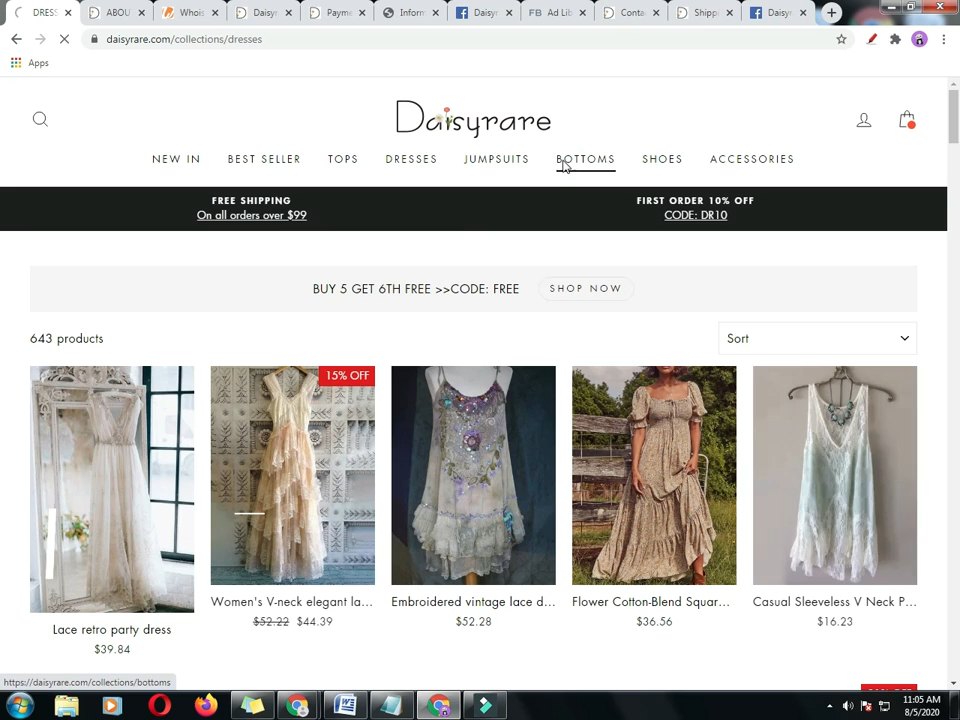 DRESS
ABOU
Whois
Daisy
Payme
Inform
Daisy
FB Ad Lib
Conta
Shippi
Daisy
daisyrare.com/collections/dresses
Apps
Daisyrare
NEW IN BEST SELLER TOPS DRESSES JUMPSUITS BOTTOMS SHOES ACCESSORIES
FREE SHIPPING
On all orders over $99
FIRST ORDER 10% OFF
CODE: DR10
BUY 5 GET 6TH FREE >>CODE: FREE SHOP NOW
643 products
Sort
15% OFF
Lace retro party dress
$39.84
Women's V-neck elegant la...
$52.22 $44.39
Embroidered vintage lace d...
$52.28
Flower Cotton-Blend Squar...
$36.56
Casual Sleeveless V Neck P...
$16.23
https://daisyrare.com/collections/bottoms
11:05 AM
8/5/2020